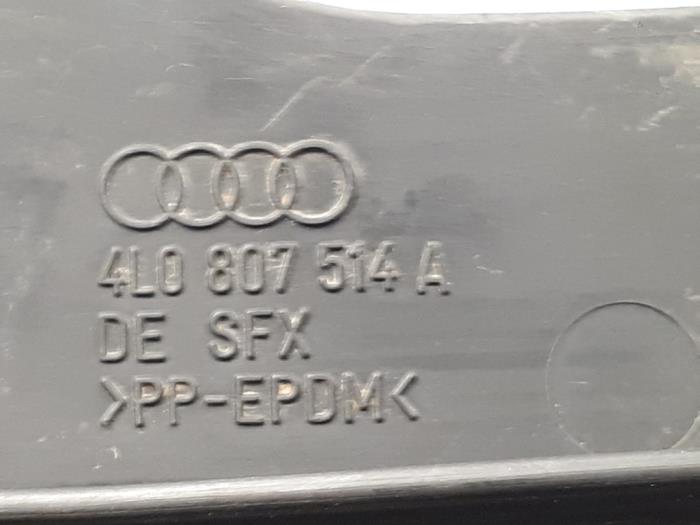 4L0 807 514 A
DE SFX
>PP-EPDM<